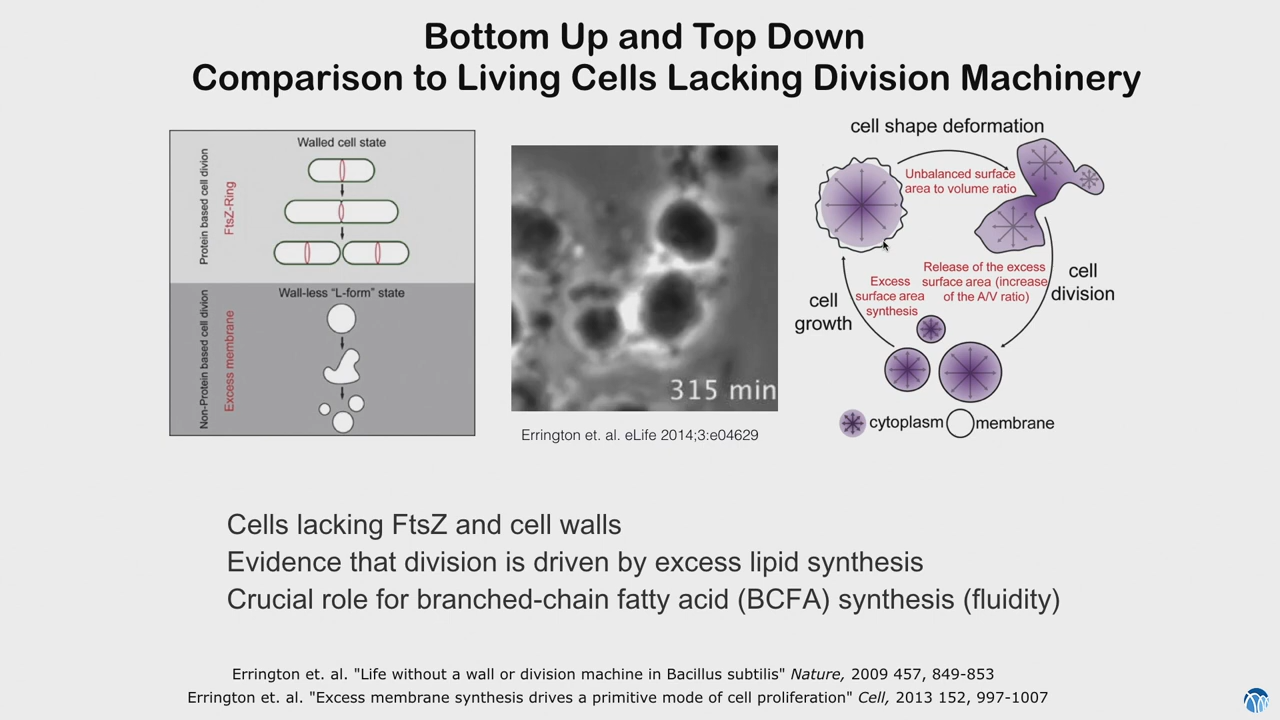 Bottom Up and Top Down
Comparison to Living Cells Lacking Division Machinery
Protein based cell divion
FtsZ-Ring
Walled cell state
Non-Protein based cell divion
Excess membrane
Wall-less “L-form” state
315 min
Errington et. al. eLife 2014;3:e04629
cell shape deformation
Unbalanced surface
area to volume ratio
Release of the excess
surface area (increase
of the A/V ratio)
cell
division
Excess
surface area
synthesis
cell
growth
cytoplasm
membrane
Cells lacking FtsZ and cell walls
Evidence that division is driven by excess lipid synthesis
Crucial role for branched-chain fatty acid (BCFA) synthesis (fluidity)
Errington et. al. "Life without a wall or division machine in Bacillus subtilis" Nature, 2009 457, 849-853
Errington et. al. "Excess membrane synthesis drives a primitive mode of cell proliferation" Cell, 2013 152, 997-1007